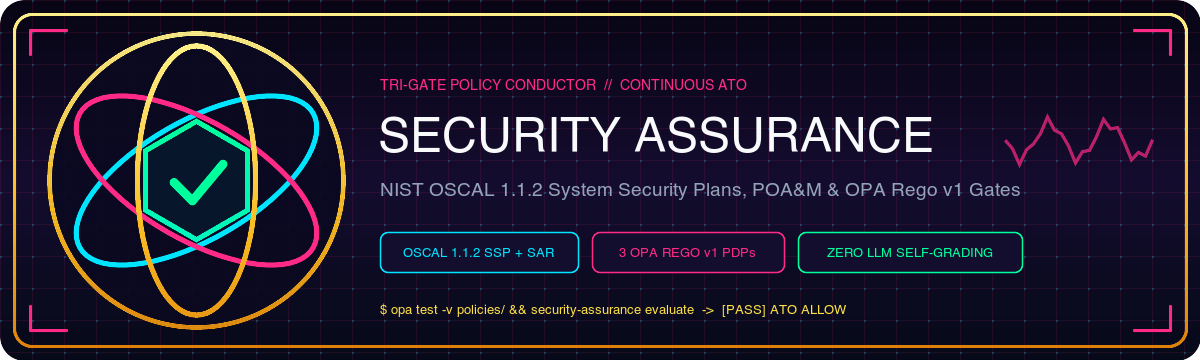 TRI-GATE POLICY CONDUCTOR // CONTINUOUS ATO
SECURITY ASSURANCE
NIST OSCAL 1.1.2 System Security Plans, POA&M & OPA Rego v1 Gates
OSCAL 1.1.2 SSP + SAR
3 OPA REGO v1 PDPs
ZERO LLM SELF-GRADING
$ opa test -v policies/ && security-assurance evaluate -> [PASS] ATO ALLOW